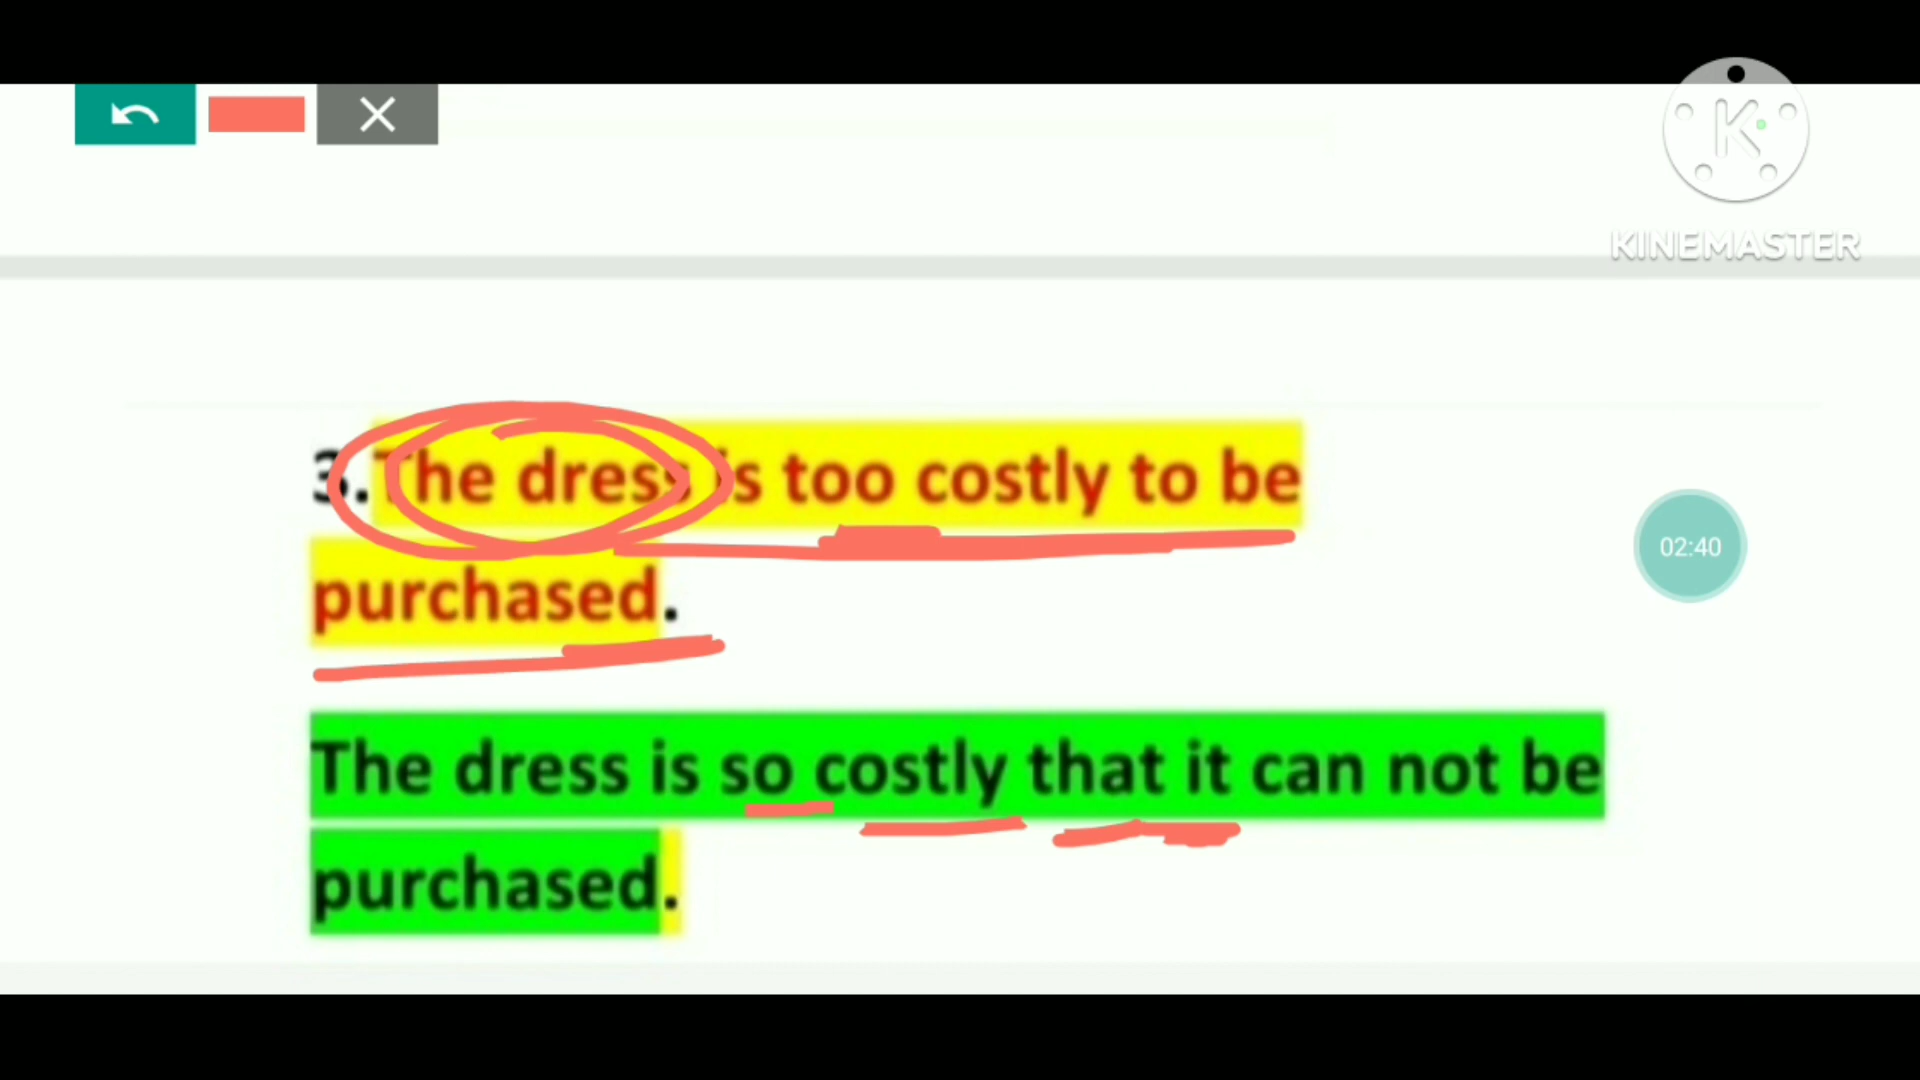 KINEMASTER
3. The dress is too costly to be
02:40
purchased.
The dress is so costly that it can not be
purchased.